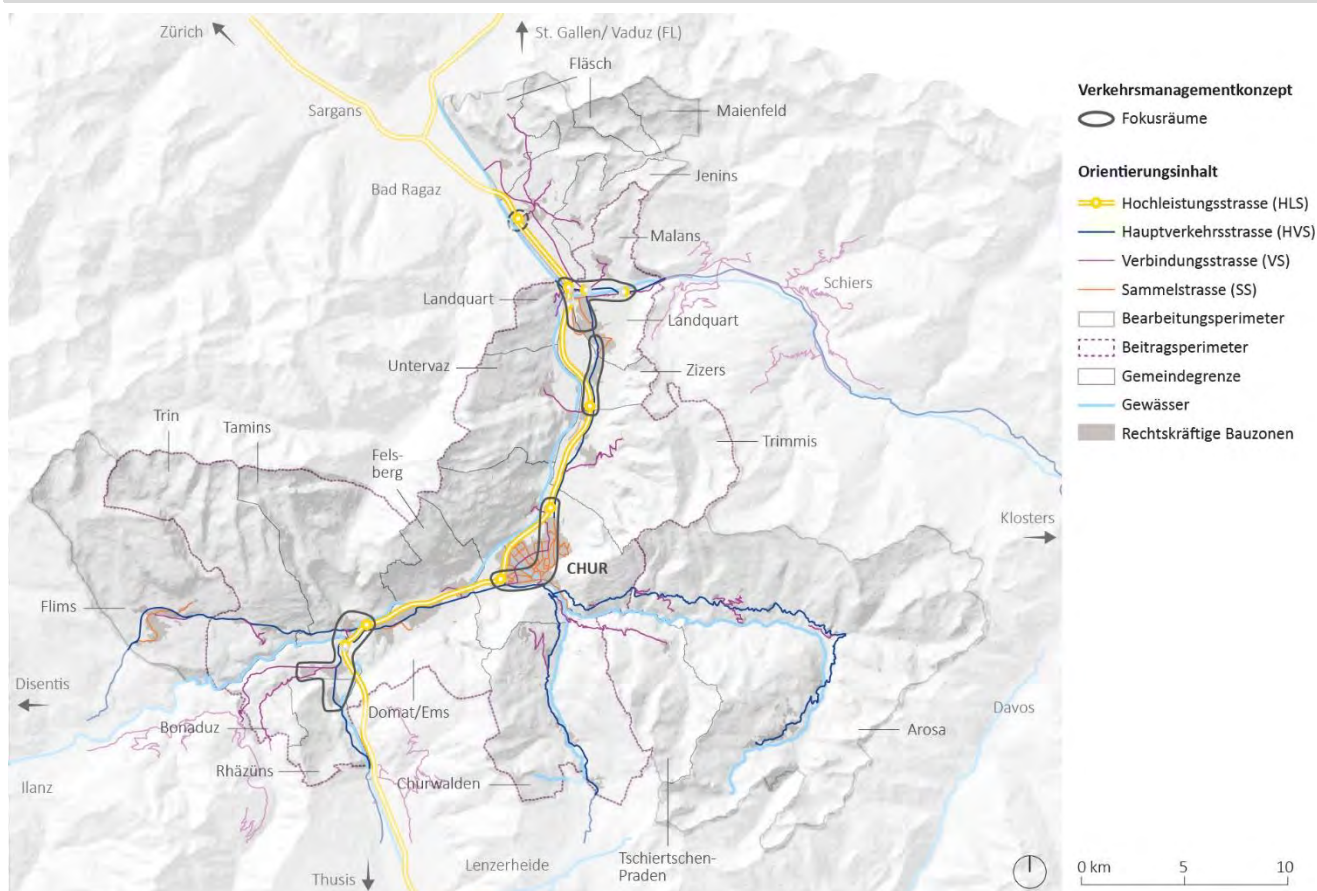 Zürich
St. Gallen/ Vaduz (FL)
Fläsch
Maienfeld
Sargans
Jenins
Bad Ragaz
Malans
Schiers
Landquart
Landquart
Untervaz
Zizers
Trin
Tamins
Trimmis
Fels-
berg
Klosters
CHUR
Flims
Disentis
Domat/Ems
Davos
Bonaduz
Arosa
Rhäzüns
Churwalden
Ilanz
Tschiertschen-
Praden
Lenzerheide
Thusis
Verkehrsmanagementkonzept
Fokusräume
Orientierungsinhalt
Hochleistungsstrasse (HLS)
Hauptverkehrsstrasse (HVS)
Verbindungsstrasse (VS)
Sammelstrasse (SS)
Bearbeitungsperimeter
Beitragsperimeter
Gemeindegrenze
Gewässer
Rechtskräftige Bauzonen
0 km 5 10